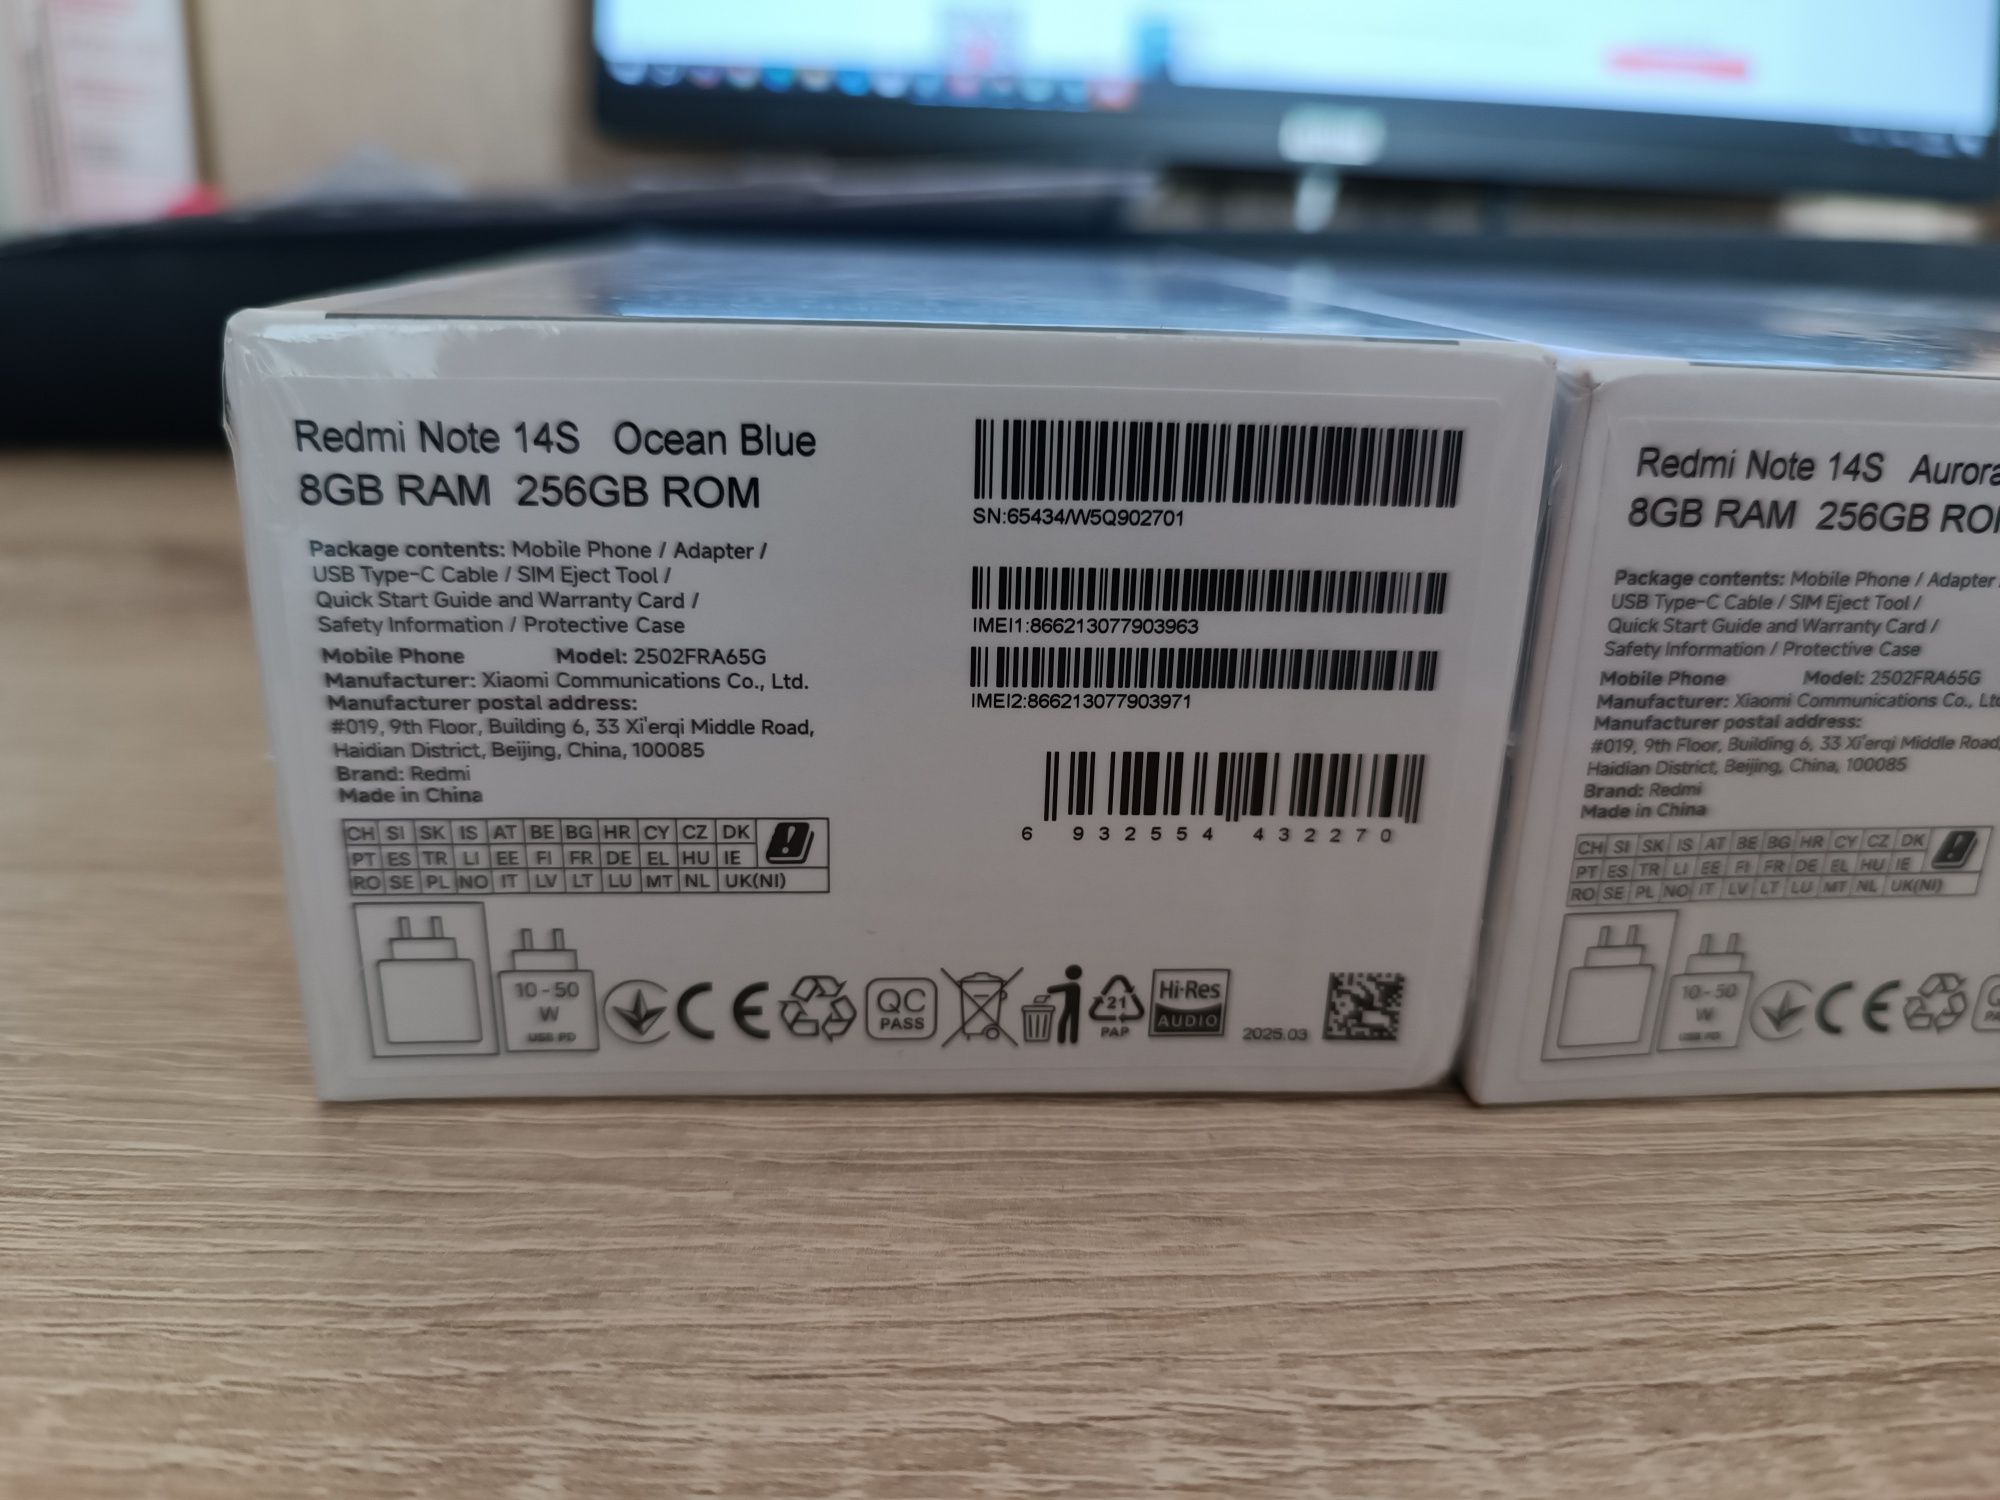 Redmi Note 14S Ocean Blue
8GB RAM 256GB ROM
Package contents: Mobile Phone / Adapter /
USB Type-C Cable / SIM Eject Tool /
Quick Start Guide and Warranty Card /
Safety Information / Protective Case
Mobile Phone Model: 2502FRA65G
Manufacturer: Xiaomi Communications Co., Ltd.
Manufacturer postal address:
#019, 9th Floor, Building 6, 33 Xi'erqi Middle Road,
Haidian District, Beijing, China, 100085
Brand: Redmi
Made in China
CH SI SK IS AT BE BG HR CY CZ DK
PT ES TR LI EE FI FR DE EL HU IE
RO SE PL NO IT LV LT LU MT NL UK(NI)
10 - 50
W
USB PD
CE
QC
PASS
21
PAP
Hi-Res
AUDIO
2025.03
SN:65434/W5Q902701
IMEI1:866213077903963
IMEI2:866213077903971
6 932554 432270
Redmi Note 14S Aurora
8GB RAM 256GB RO
Package contents: Mobile Phone / Adapter
USB Type-C Cable / SIM Eject Tool /
Quick Start Guide and Warranty Card /
Safety Information / Protective Case
Mobile Phone Model: 2502FRA65G
Manufacturer: Xiaomi Communications Co., Ltd
Manufacturer postal address:
#019, 9th Floor, Building 6, 33 Xi'erqi Middle Road,
Haidian District, Beijing, China, 100085
Brand: Redmi
Made in China
CH SI SK IS AT BE BG HR CY CZ DK
PT ES TR LI EE FI FR DE EL HU IE
RO SE PL NO IT LV LT LU MT NL UK(NI)
10 - 50
W
USB PD
CE